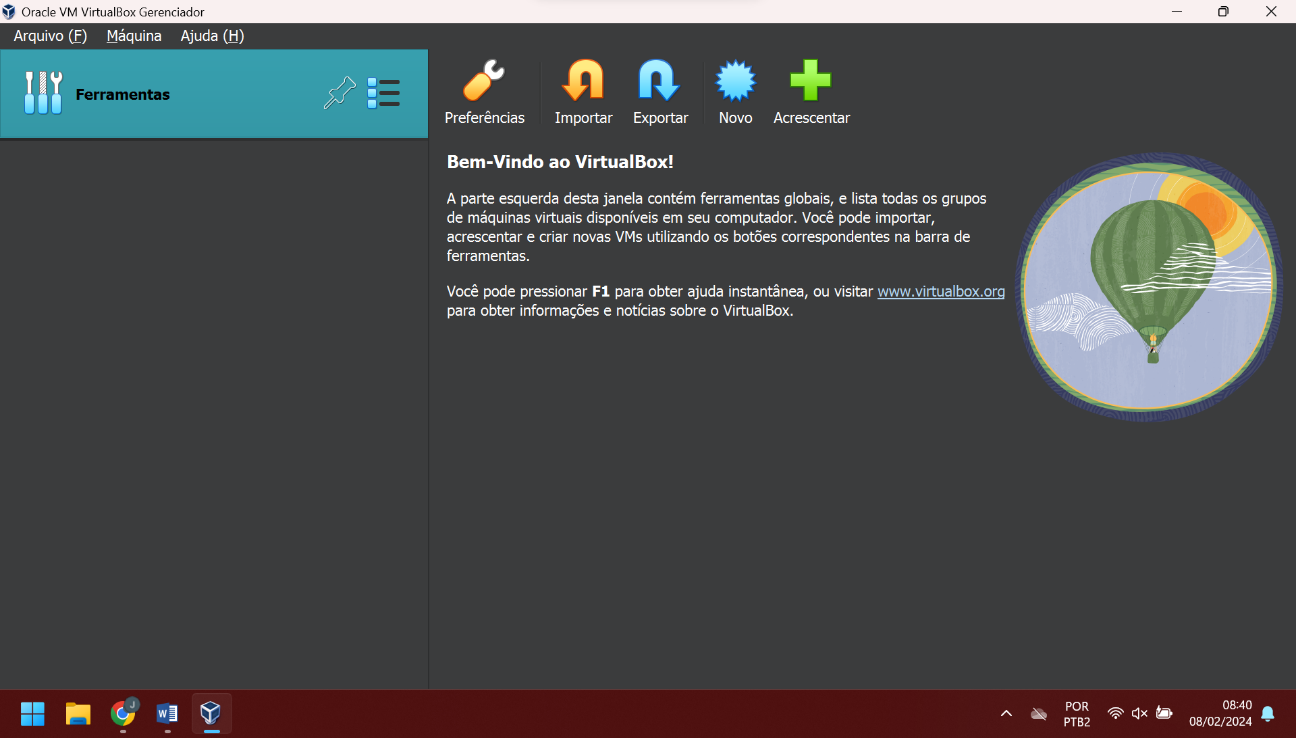 Oracle VM VirtualBox Gerenciador
Arquivo (F) Máquina Ajuda (H)
Ferramentas
Preferências Importar Exportar Novo Acrescentar
Bem-Vindo ao VirtualBox!
A parte esquerda desta janela contém ferramentas globais, e lista todas os grupos
de máquinas virtuais disponíveis em seu computador. Você pode importar,
acrescentar e criar novas VMs utilizando os botões correspondentes na barra de
ferramentas.
Você pode pressionar F1 para obter ajuda instantânea, ou visitar www.virtualbox.org
para obter informações e notícias sobre o VirtualBox.
J
W
POR
PTB2
08:40
08/02/2024